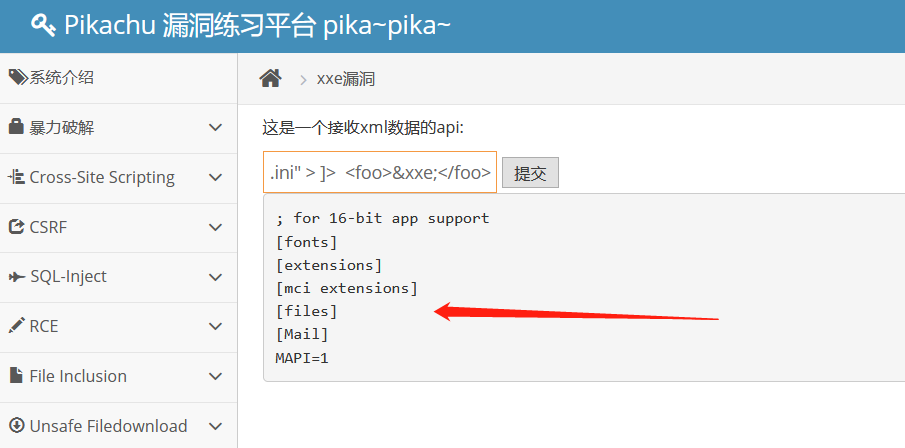 Pikachu 漏洞练习平台 pika~pika~
系统介绍
xxe漏洞
这是一个接收xml数据的api:
暴力破解
.ini" > ]>  <foo>&xxe;</foo>
提交
Cross-Site Scripting
; for 16-bit app support
[fonts]
[extensions]
[mci extensions]
[files]
[Mail]
MAPI=1
CSRF
SQL-Inject
RCE
File Inclusion
Unsafe Filedownload